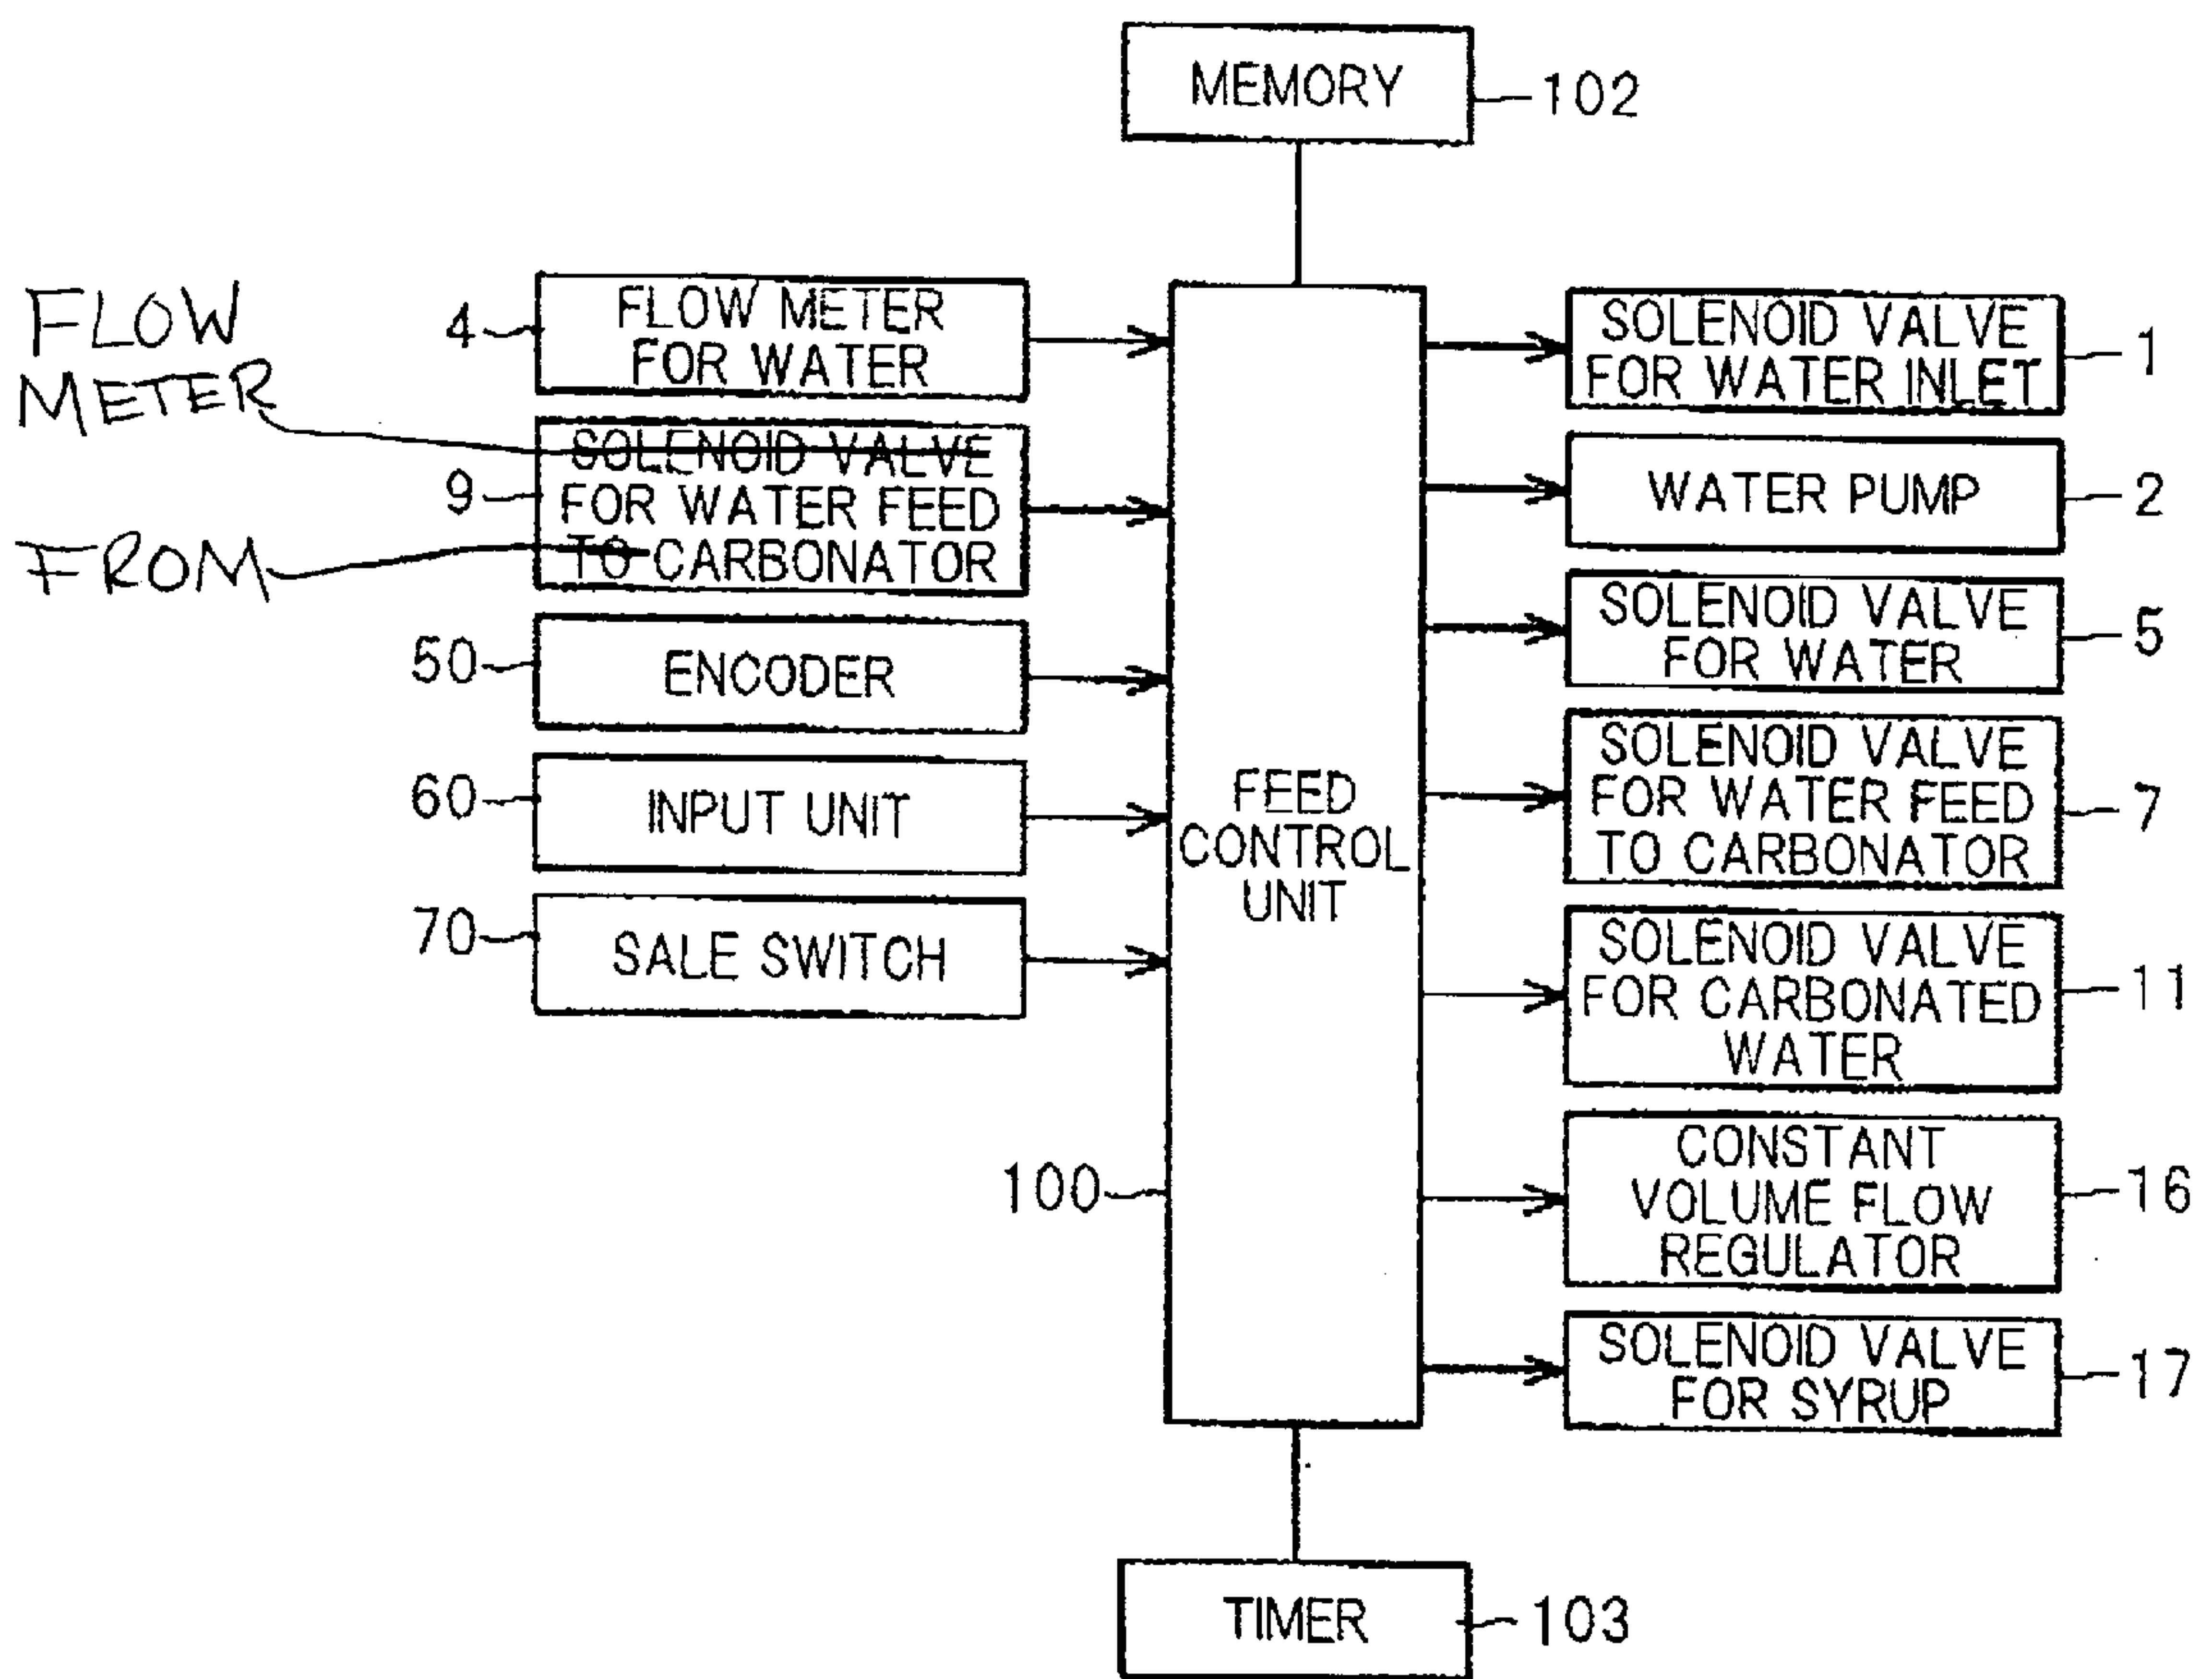 MEMORY
102
FLOW
METER
FROM
4
FLOW METER
FOR WATER
9
SOLENOID VALVE
FOR WATER FEED
TO CARBONATOR
50
ENCODER
60
INPUT UNIT
70
SALE SWITCH
FEED
CONTROL
UNIT
100
SOLENOID VALVE
FOR WATER INLET
1
WATER PUMP
2
SOLENOID VALVE
FOR WATER
5
SOLENOID VALVE
FOR WATER FEED
TO CARBONATOR
7
SOLENOID VALVE
FOR CARBONATED
WATER
11
CONSTANT
VOLUME FLOW
REGULATOR
16
SOLENOID VALVE
FOR SYRUP
17
TIMER
103